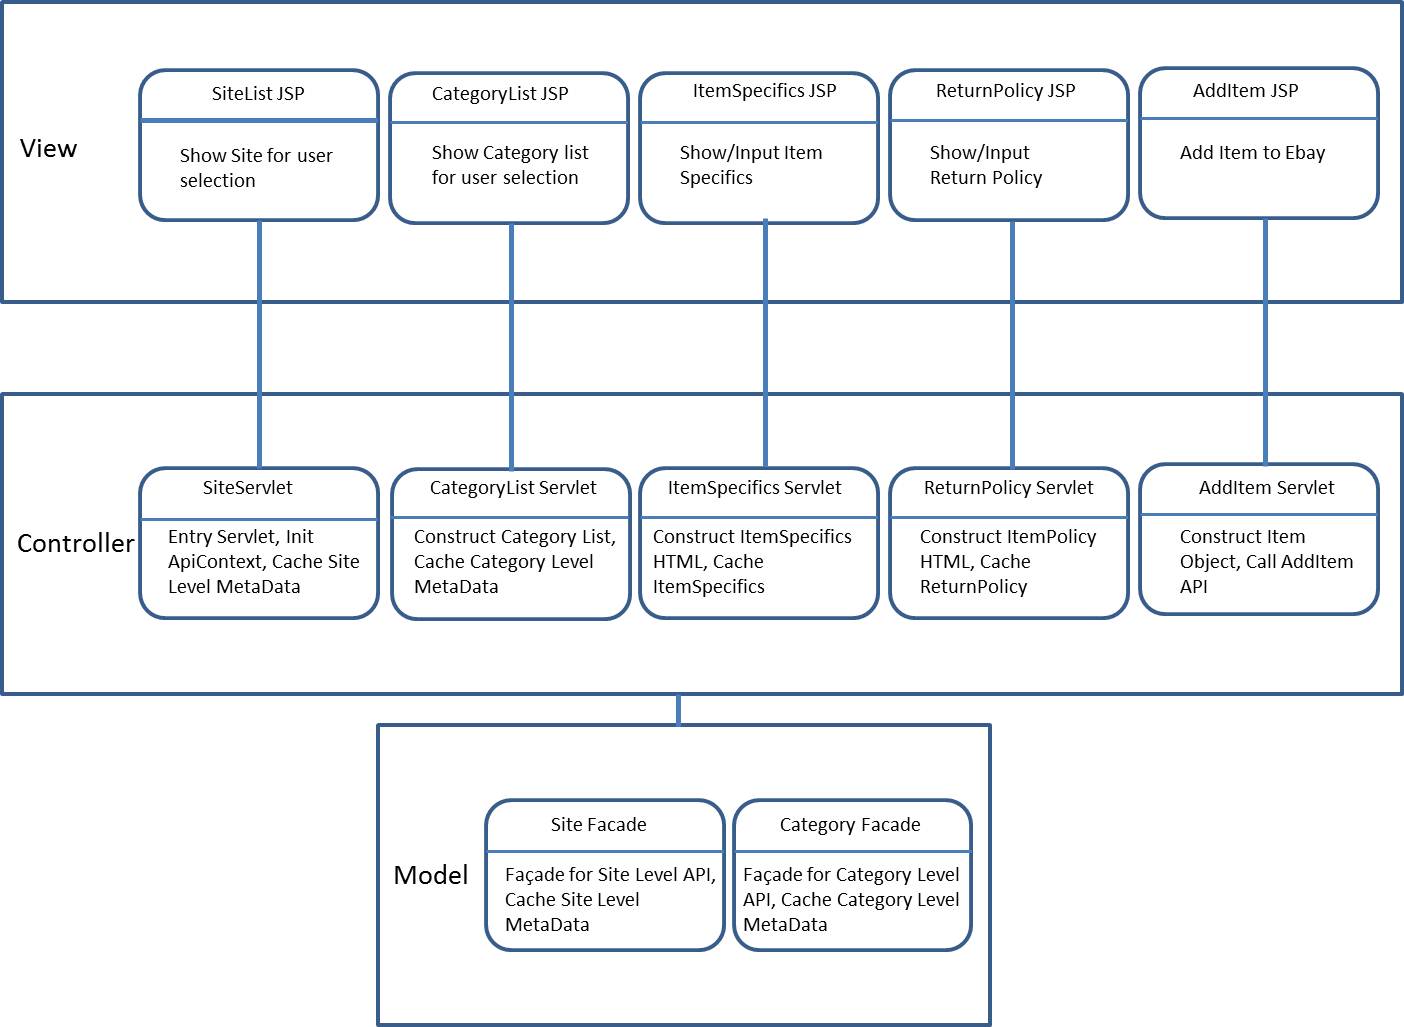 View
SiteList JSP
Show Site for user
selection
CategoryList JSP
Show Category list
for user selection
ItemSpecifics JSP
Show/Input Item
Specifics
ReturnPolicy JSP
Show/Input
Return Policy
AddItem JSP
Add Item to Ebay
Controller
SiteServlet
Entry Servlet, Init
ApiContext, Cache Site
Level MetaData
CategoryList Servlet
Construct Category List,
Cache Category Level
MetaData
ItemSpecifics Servlet
Construct ItemSpecifics
HTML, Cache
ItemSpecifics
ReturnPolicy Servlet
Construct ItemPolicy
HTML, Cache
ReturnPolicy
AddItem Servlet
Construct Item
Object, Call AddItem
API
Model
Site Facade
Façade for Site Level API,
Cache Site Level
MetaData
Category Facade
Façade for Category Level
API, Cache Category Level
MetaData